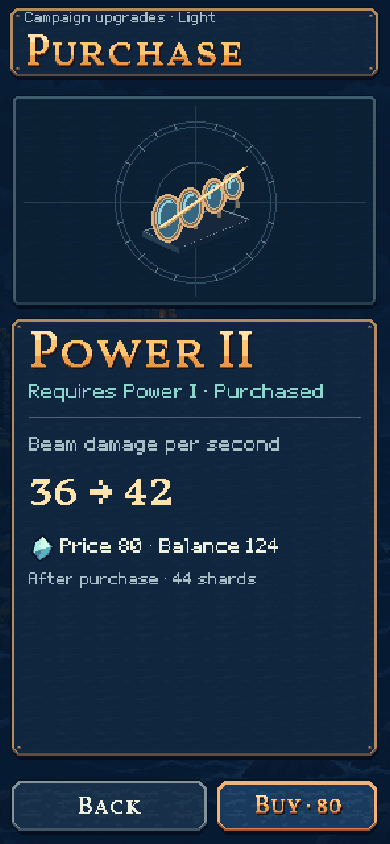 Campaign upgrades · Light
Purchase
Power II
Requires Power I · Purchased
Beam damage per second
36 → 42
Price 80 · Balance 124
After purchase · 44 shards
Back
Buy · 80